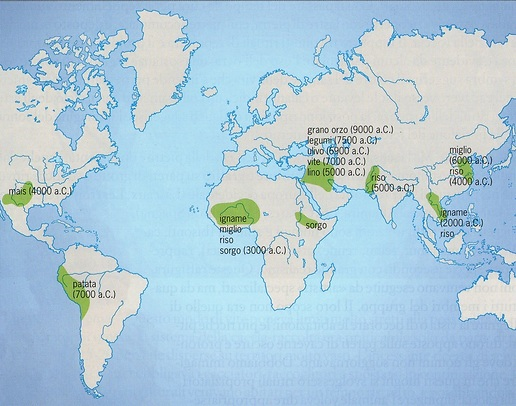 mais (4000 a.C.)
patata
(7000 a.C.)
igname
miglio
riso
sorgo (3000 a.C.)
sorgo
grano orzo (9000 a.C.)
legumi (7500 a.C.)
ulivo (6900 a.C.)
vite (7000 a.C.)
lino (5000 a.C.)
riso
(5000 a.C.)
miglio
(6000 a.C.)
riso
(4000 a.C.)
igname
(2000 a.C.)
riso